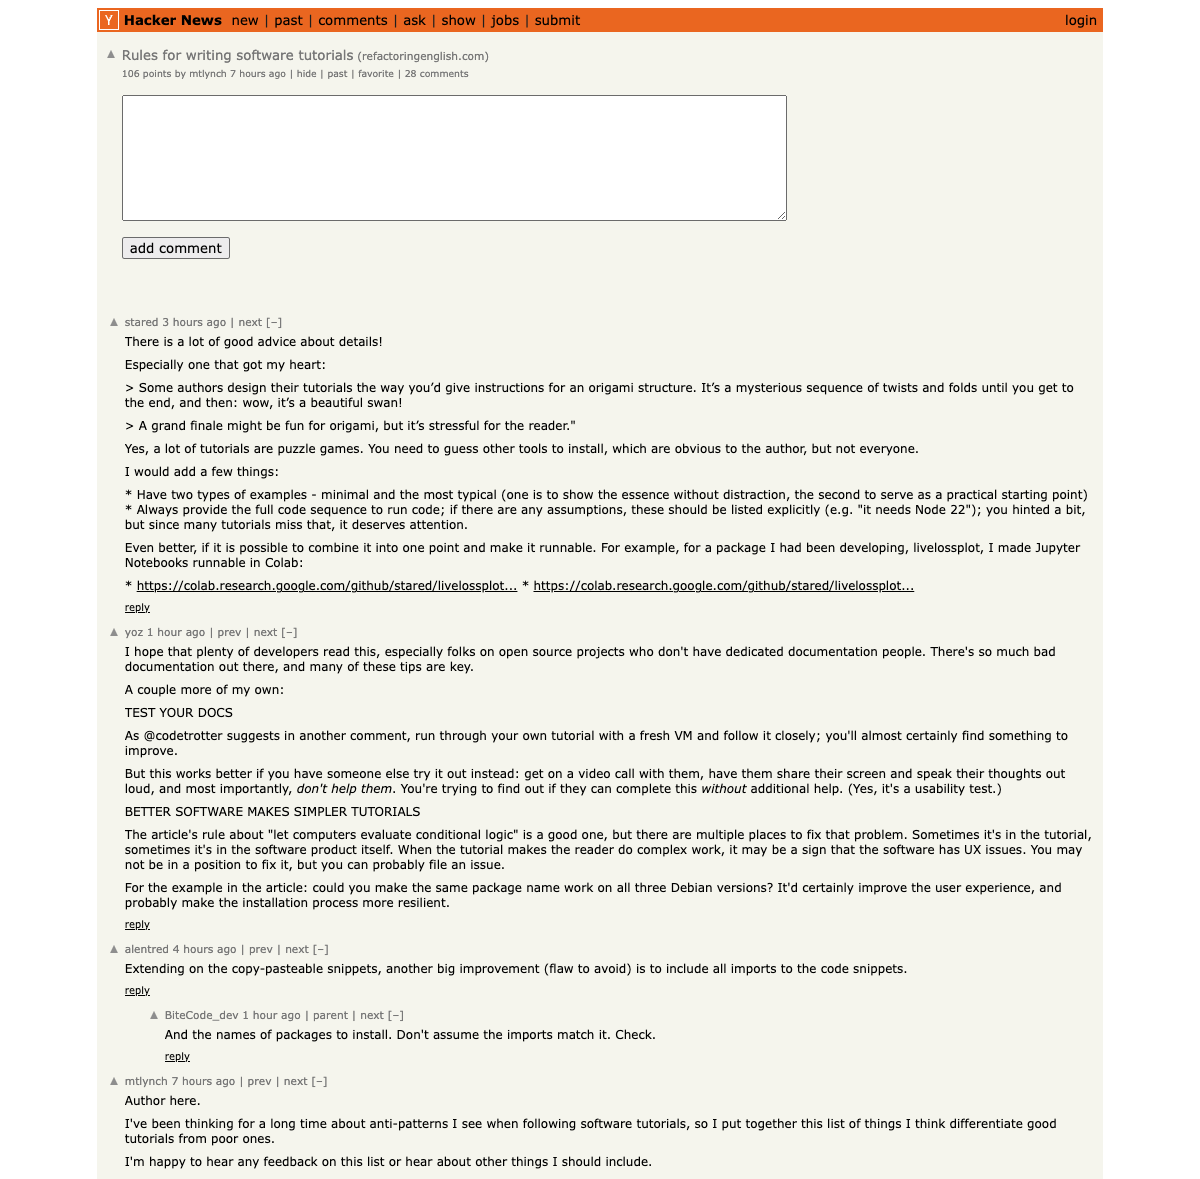 Y Hacker News new | past | comments | ask | show | jobs | submit login
▲ Rules for writing software tutorials (refactoringenglish.com)
106 points by mtlynch 7 hours ago | hide | past | favorite | 28 comments
add comment
▲ stared 3 hours ago | next [–]
There is a lot of good advice about details!
Especially one that got my heart:
> Some authors design their tutorials the way you’d give instructions for an origami structure. It’s a mysterious sequence of twists and folds until you get to
the end, and then: wow, it’s a beautiful swan!
> A grand finale might be fun for origami, but it’s stressful for the reader."
Yes, a lot of tutorials are puzzle games. You need to guess other tools to install, which are obvious to the author, but not everyone.
I would add a few things:
* Have two types of examples - minimal and the most typical (one is to show the essence without distraction, the second to serve as a practical starting point)
* Always provide the full code sequence to run code; if there are any assumptions, these should be listed explicitly (e.g. "it needs Node 22"); you hinted a bit,
but since many tutorials miss that, it deserves attention.
Even better, if it is possible to combine it into one point and make it runnable. For example, for a package I had been developing, livelossplot, I made Jupyter
Notebooks runnable in Colab:
* https://colab.research.google.com/github/stared/livelossplot... * https://colab.research.google.com/github/stared/livelossplot...
reply
▲ yoz 1 hour ago | prev | next [–]
I hope that plenty of developers read this, especially folks on open source projects who don't have dedicated documentation people. There's so much bad
documentation out there, and many of these tips are key.
A couple more of my own:
TEST YOUR DOCS
As @codetrotter suggests in another comment, run through your own tutorial with a fresh VM and follow it closely; you'll almost certainly find something to
improve.
But this works better if you have someone else try it out instead: get on a video call with them, have them share their screen and speak their thoughts out
loud, and most importantly, don't help them. You're trying to find out if they can complete this without additional help. (Yes, it's a usability test.)
BETTER SOFTWARE MAKES SIMPLER TUTORIALS
The article's rule about "let computers evaluate conditional logic" is a good one, but there are multiple places to fix that problem. Sometimes it's in the tutorial,
sometimes it's in the software product itself. When the tutorial makes the reader do complex work, it may be a sign that the software has UX issues. You may
not be in a position to fix it, but you can probably file an issue.
For the example in the article: could you make the same package name work on all three Debian versions? It'd certainly improve the user experience, and
probably make the installation process more resilient.
reply
▲ alentred 4 hours ago | prev | next [–]
Extending on the copy-pasteable snippets, another big improvement (flaw to avoid) is to include all imports to the code snippets.
reply
▲ BiteCode_dev 1 hour ago | parent | next [–]
And the names of packages to install. Don't assume the imports match it. Check.
reply
▲ mtlynch 7 hours ago | prev | next [–]
Author here.
I've been thinking for a long time about anti-patterns I see when following software tutorials, so I put together this list of things I think differentiate good
tutorials from poor ones.
I'm happy to hear any feedback on this list or hear about other things I should include.